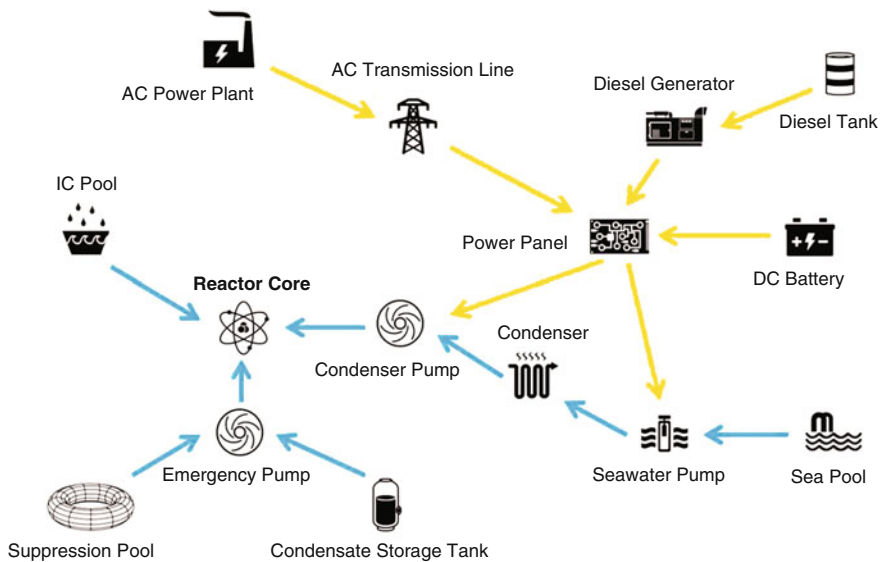 AC Transmission Line
Diesel Generator
AC Power Plant
Diesel Tank
IC Pool
Power Panel
DC Battery
Reactor Core
Condenser
Condenser Pump
Emergency Pump
Seawater Pump
Sea Pool
Suppression Pool
Condensate Storage Tank